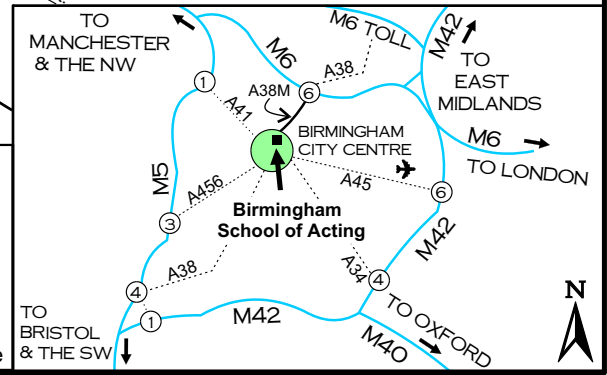 TO
MANCHESTER
& THE NW
M6 TOLL
M42
M6
A38
TO
EAST
MIDLANDS
1
A38M
6
A41
BIRMINGHAM
CITY CENTRE
M6
TO LONDON
M5
A456
A45
6
Birmingham
School of Acting
3
M42
A38
A34
4
4
TO
BRISTOL
& THE SW
1
M42
TO OXFORD
M40
N
e